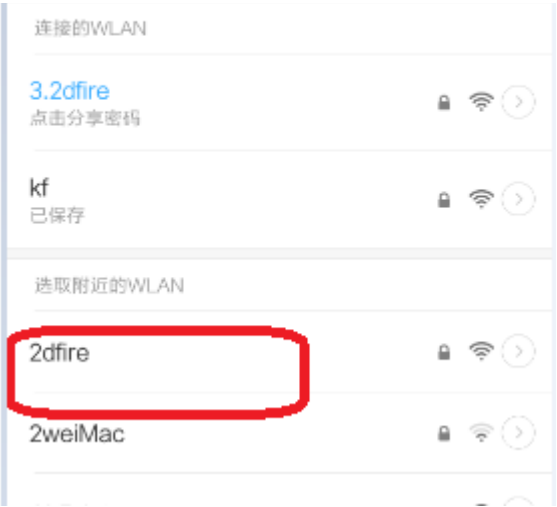 连接的WLAN
3.2dfire
点击分享密码
kf
已保存
选取附近的WLAN
2dfire
2weiMac